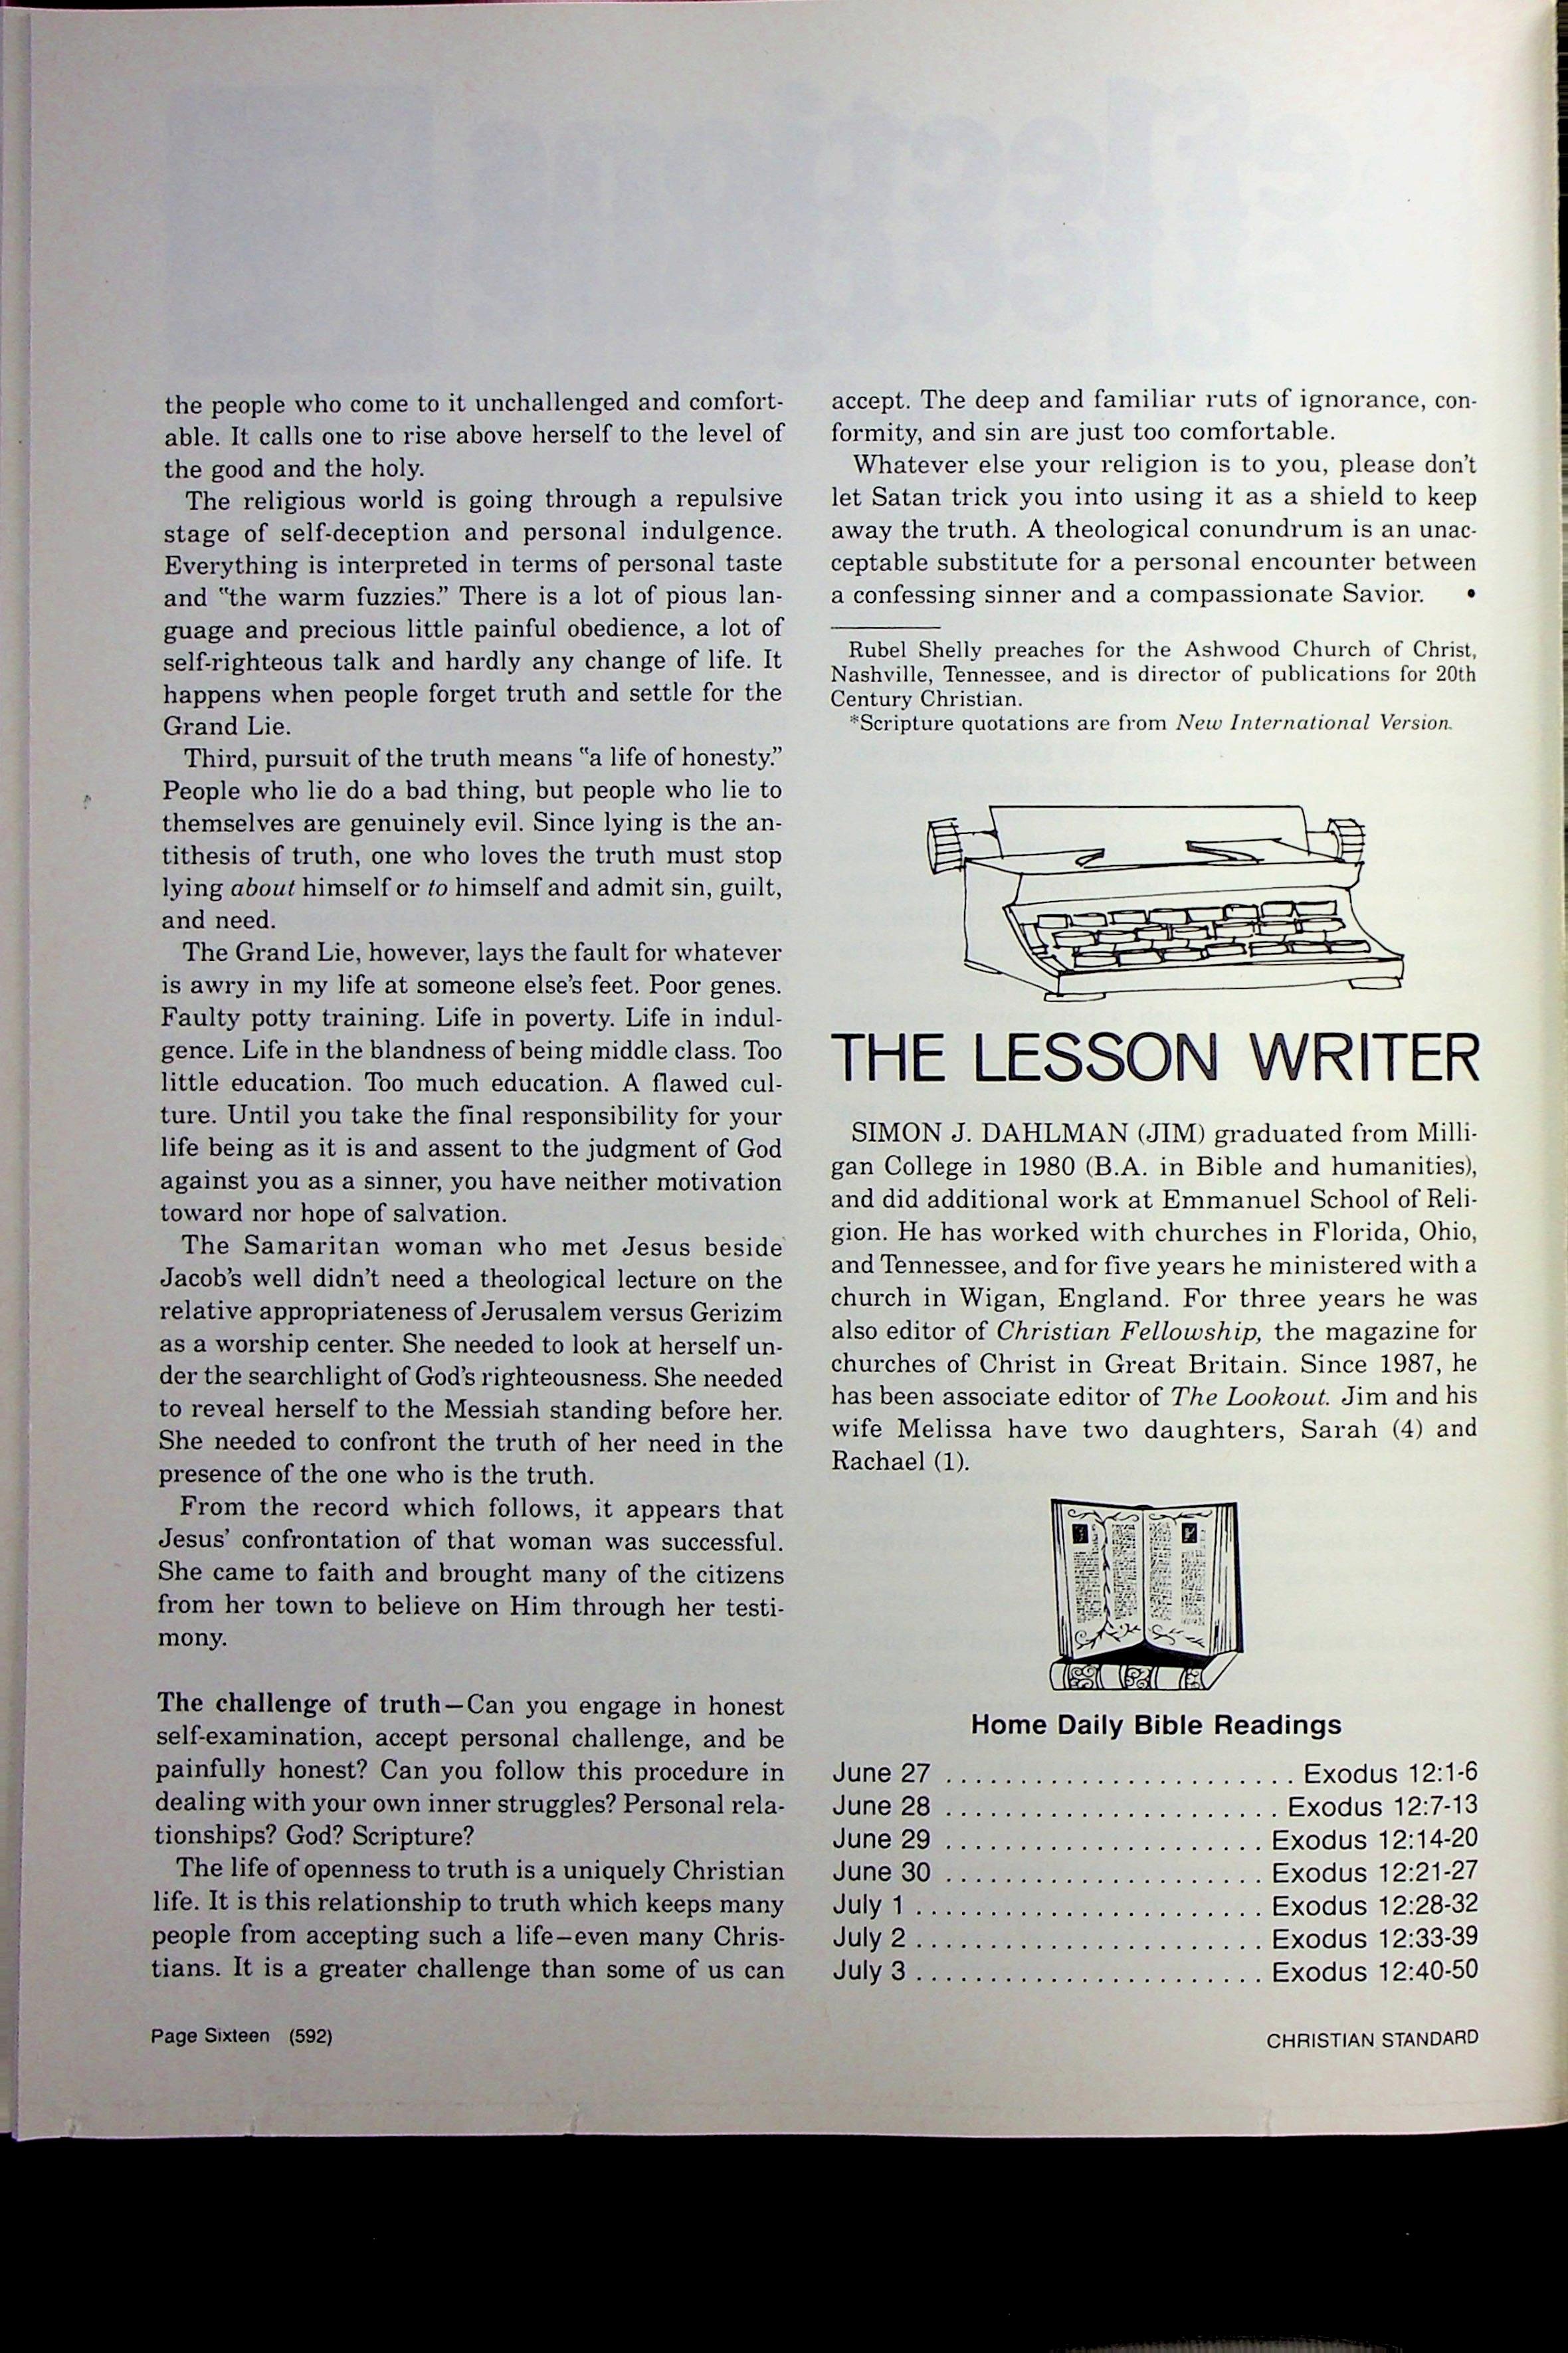 the people who come to it unchallenged and comfort-
able. It calls one to rise above herself to the level of
the good and the holy.
The religious world is going through a repulsive
stage of self-deception and personal indulgence.
Everything is interpreted in terms of personal taste
and "the warm fuzzies." There is a lot of pious lan-
guage and precious little painful obedience, a lot of
self-righteous talk and hardly any change of life. It
happens when people forget truth and settle for the
Grand Lie.
Third, pursuit of the truth means "a life of honesty."
People who lie do a bad thing, but people who lie to
themselves are genuinely evil. Since lying is the an-
tithesis of truth, one who loves the truth must stop
lying about himself or to himself and admit sin, guilt,
and need.
The Grand Lie, however, lays the fault for whatever
is awry in my life at someone else's feet. Poor genes.
Faulty potty training. Life in poverty. Life in indul-
gence. Life in the blandness of being middle class. Too
little education. Too much education. A flawed cul-
ture. Until you take the final responsibility for your
life being as it is and assent to the judgment of God
against you as a sinner, you have neither motivation
toward nor hope of salvation.
The Samaritan woman who met Jesus beside
Jacob's well didn't need a theological lecture on the
relative appropriateness of Jerusalem versus Gerizim
as a worship center. She needed to look at herself un-
der the searchlight of God's righteousness. She needed
to reveal herself to the Messiah standing before her.
She needed to confront the truth of her need in the
presence of the one who is the truth.
From the record which follows, it appears that
Jesus' confrontation of that woman was successful.
She came to faith and brought many of the citizens
from her town to believe on Him through her testi-
mony.
The challenge of truth—Can you engage in honest
self-examination, accept personal challenge, and be
painfully honest? Can you follow this procedure in
dealing with your own inner struggles? Personal rela-
tionships? God? Scripture?
The life of openness to truth is a uniquely Christian
life. It is this relationship to truth which keeps many
people from accepting such a life—even many Chris-
tians. It is a greater challenge than some of us can
accept. The deep and familiar ruts of ignorance, con-
formity, and sin are just too comfortable.
Whatever else your religion is to you, please don't
let Satan trick you into using it as a shield to keep
away the truth. A theological conundrum is an unac-
ceptable substitute for a personal encounter between
a confessing sinner and a compassionate Savior. •
Rubel Shelly preaches for the Ashwood Church of Christ,
Nashville, Tennessee, and is director of publications for 20th
Century Christian.
*Scripture quotations are from New International Version.
THE LESSON WRITER
SIMON J. DAHLMAN (JIM) graduated from Milli-
gan College in 1980 (B.A. in Bible and humanities),
and did additional work at Emmanuel School of Reli-
gion. He has worked with churches in Florida, Ohio,
and Tennessee, and for five years he ministered with a
church in Wigan, England. For three years he was
also editor of Christian Fellowship, the magazine for
churches of Christ in Great Britain. Since 1987, he
has been associate editor of The Lookout. Jim and his
wife Melissa have two daughters, Sarah (4) and
Rachael (1).
Home Daily Bible Readings
June 27 ........................ Exodus 12:1-6
June 28 ....................... Exodus 12:7-13
June 29 ...................... Exodus 12:14-20
June 30 ...................... Exodus 12:21-27
July 1 ........................ Exodus 12:28-32
July 2 ........................ Exodus 12:33-39
July 3 ........................ Exodus 12:40-50
Page Sixteen (592)
CHRISTIAN STANDARD